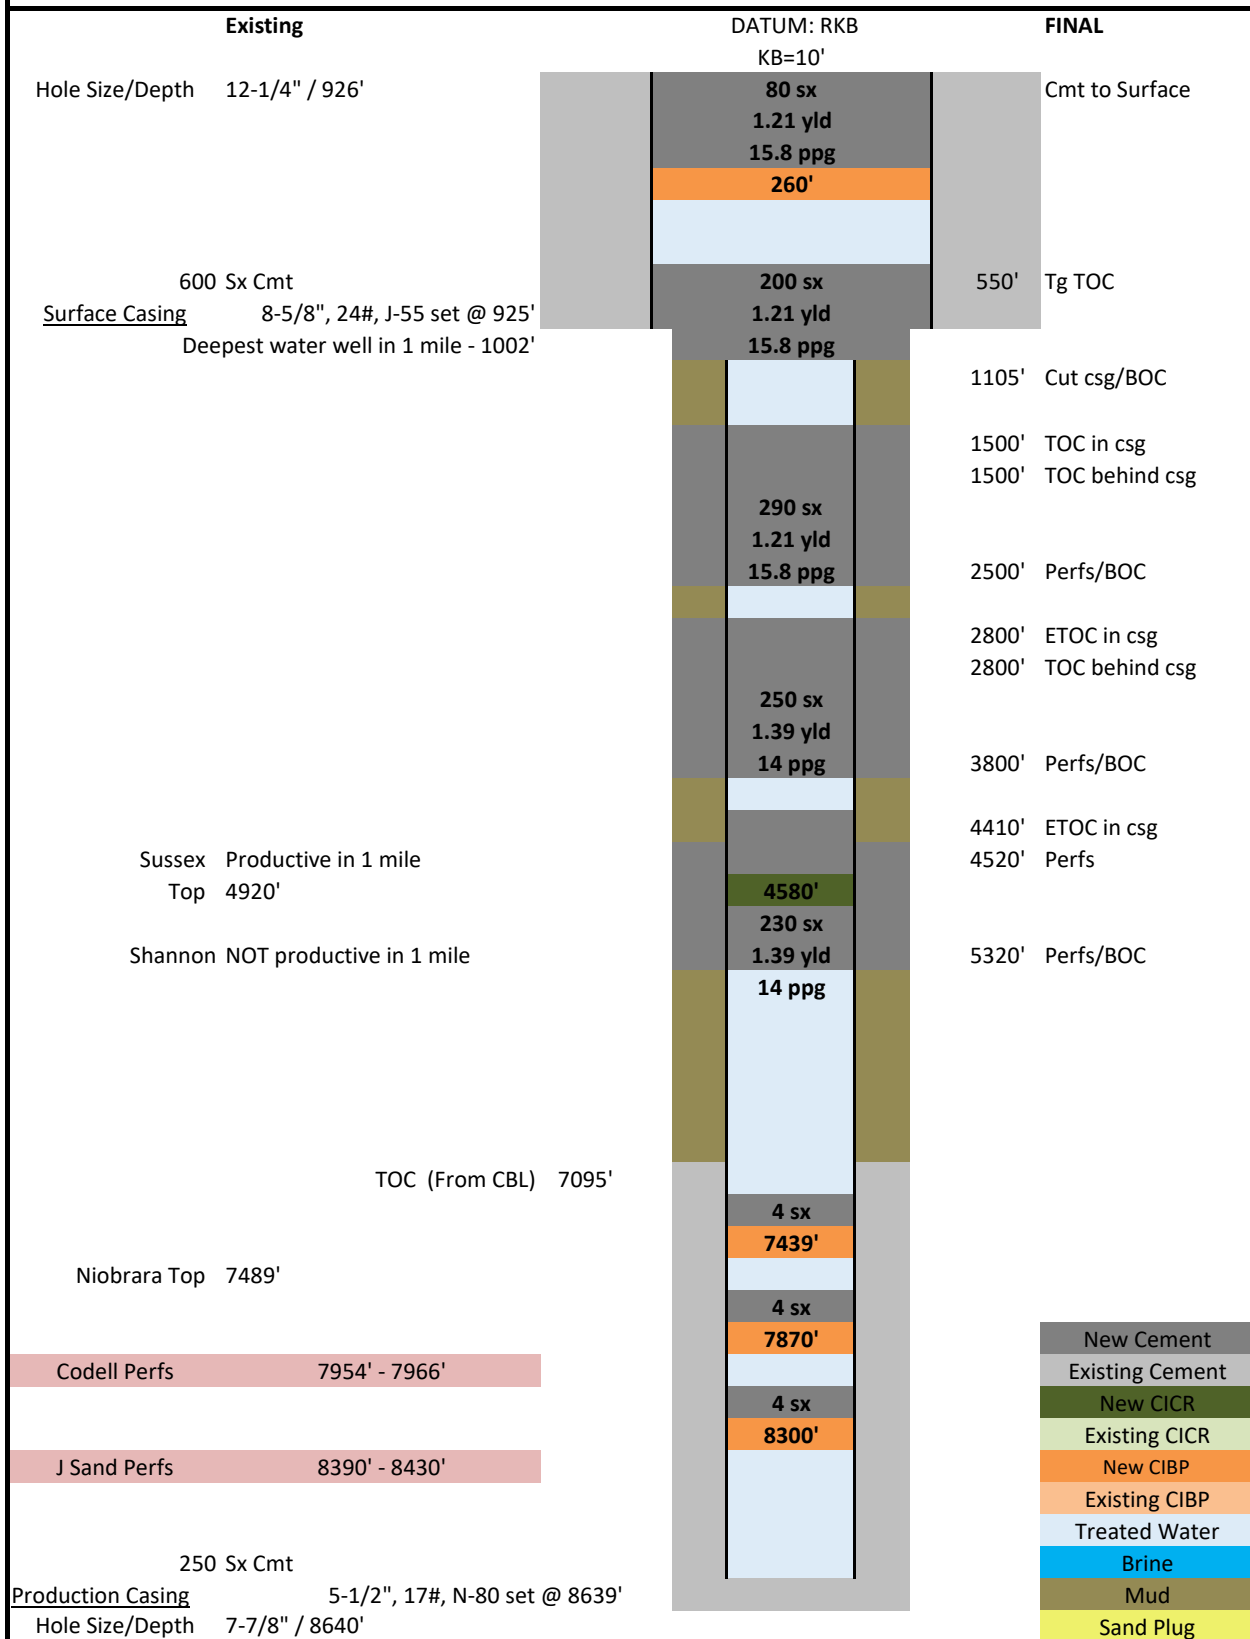 Existing DATUM: RKB FINAL
KB=10'
Hole Size/Depth 12-1/4" / 926' 80 sx Cmt to Surface
1.21 yld
15.8 ppg
260'
600 Sx Cmt 200 sx 550' Tg TOC
Surface Casing 8-5/8", 24#, J-55 set @ 925' 1.21 yld
Deepest water well in 1 mile - 1002' 15.8 ppg
1105' Cut csg/BOC
1500' TOC in csg
1500' TOC behind csg
290 sx
1.21 yld
15.8 ppg 2500' Perfs/BOC
2800' ETOC in csg
2800' TOC behind csg
250 sx
1.39 yld
14 ppg 3800' Perfs/BOC
4410' ETOC in csg
Sussex Productive in 1 mile 4520' Perfs
Top 4920' 4580'
230 sx
Shannon NOT productive in 1 mile 1.39 yld 5320' Perfs/BOC
14 ppg
TOC (From CBL) 7095'
4 sx
7439'
Niobrara Top 7489'
4 sx
7870' New Cement
Codell Perfs 7954' - 7966' Existing Cement
4 sx New CICR
8300' Existing CICR
J Sand Perfs 8390' - 8430' New CIBP
Existing CIBP
Treated Water
250 Sx Cmt Brine
Production Casing 5-1/2", 17#, N-80 set @ 8639' Mud
Hole Size/Depth 7-7/8" / 8640' Sand Plug